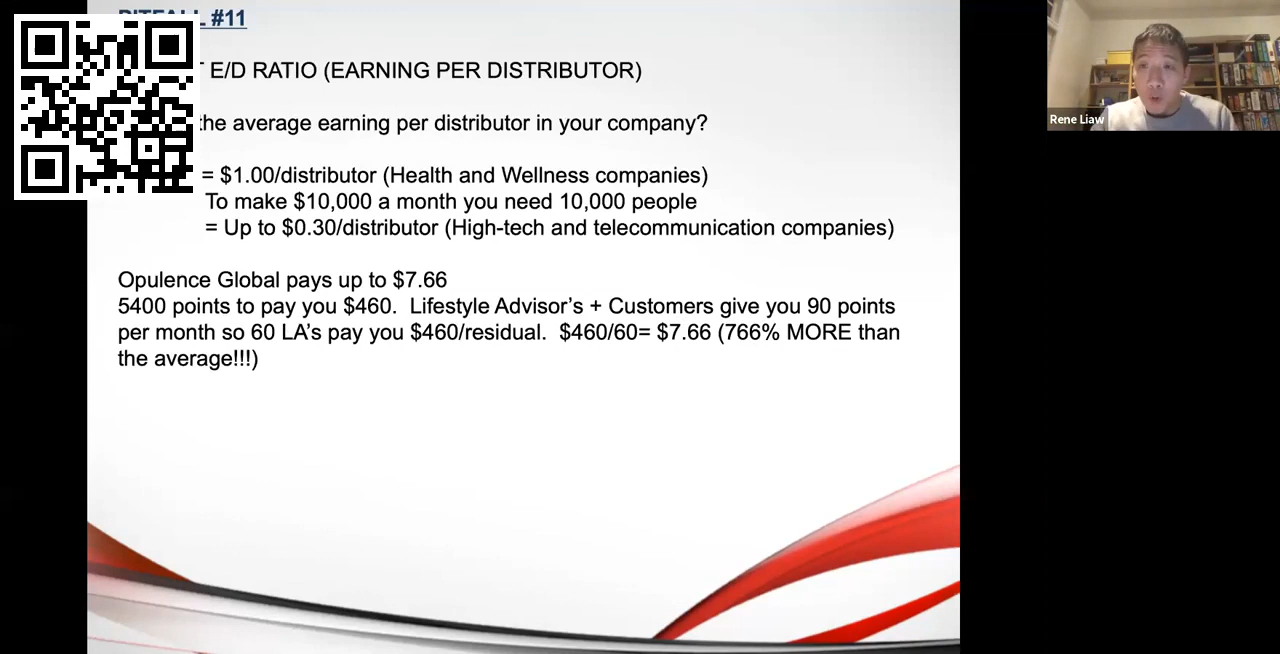 #11
E/D RATIO (EARNING PER DISTRIBUTOR)
the average earning per distributor in your company?
= $1.00/distributor (Health and Wellness companies)
To make $10,000 a month you need 10,000 people
= Up to $0.30/distributor (High-tech and telecommunication companies)
Opulence Global pays up to $7.66
5400 points to pay you $460.  Lifestyle Advisor's + Customers give you 90 points
per month so 60 LA's pay you $460/residual.  $460/60= $7.66 (766% MORE than
the average!!!)
Rene Liaw